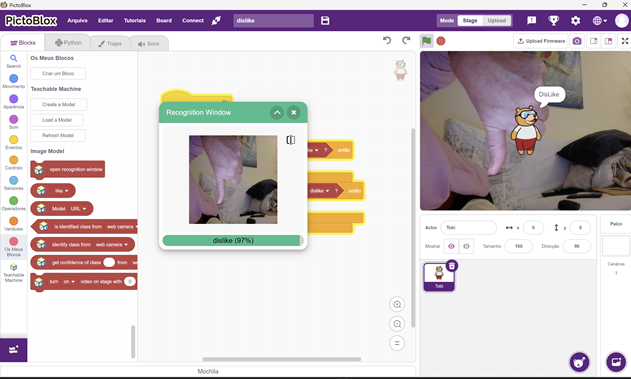 PictoBlox
PictoBlox Arquivo Editar Tutoriais Board Connect dislike Mode Stage Upload
Blocks Python Trajes Sons Upload Firmware
Search
Movimento
Aparência
Som
Eventos
Controlo
Sensores
Operadores
Variáveis
Os Meus Blocos
Teachable Machine
Os Meus Blocos
Criar um Bloco
Teachable Machine
Create a Model
Load a Model
Refresh Model
Image Model
open recognition window
like
Model URL
is identified class from web camera
identify class from web camera
get confidence of class from
turn on video on stage with 0
Recognition Window
dislike (97%)
? então
dislike ? então
DisLike
Actor Tobi x 0 y 0
Mostrar Tamanho 100 Direcção 90
Tobi
Palco
Cenários
1
Mochila